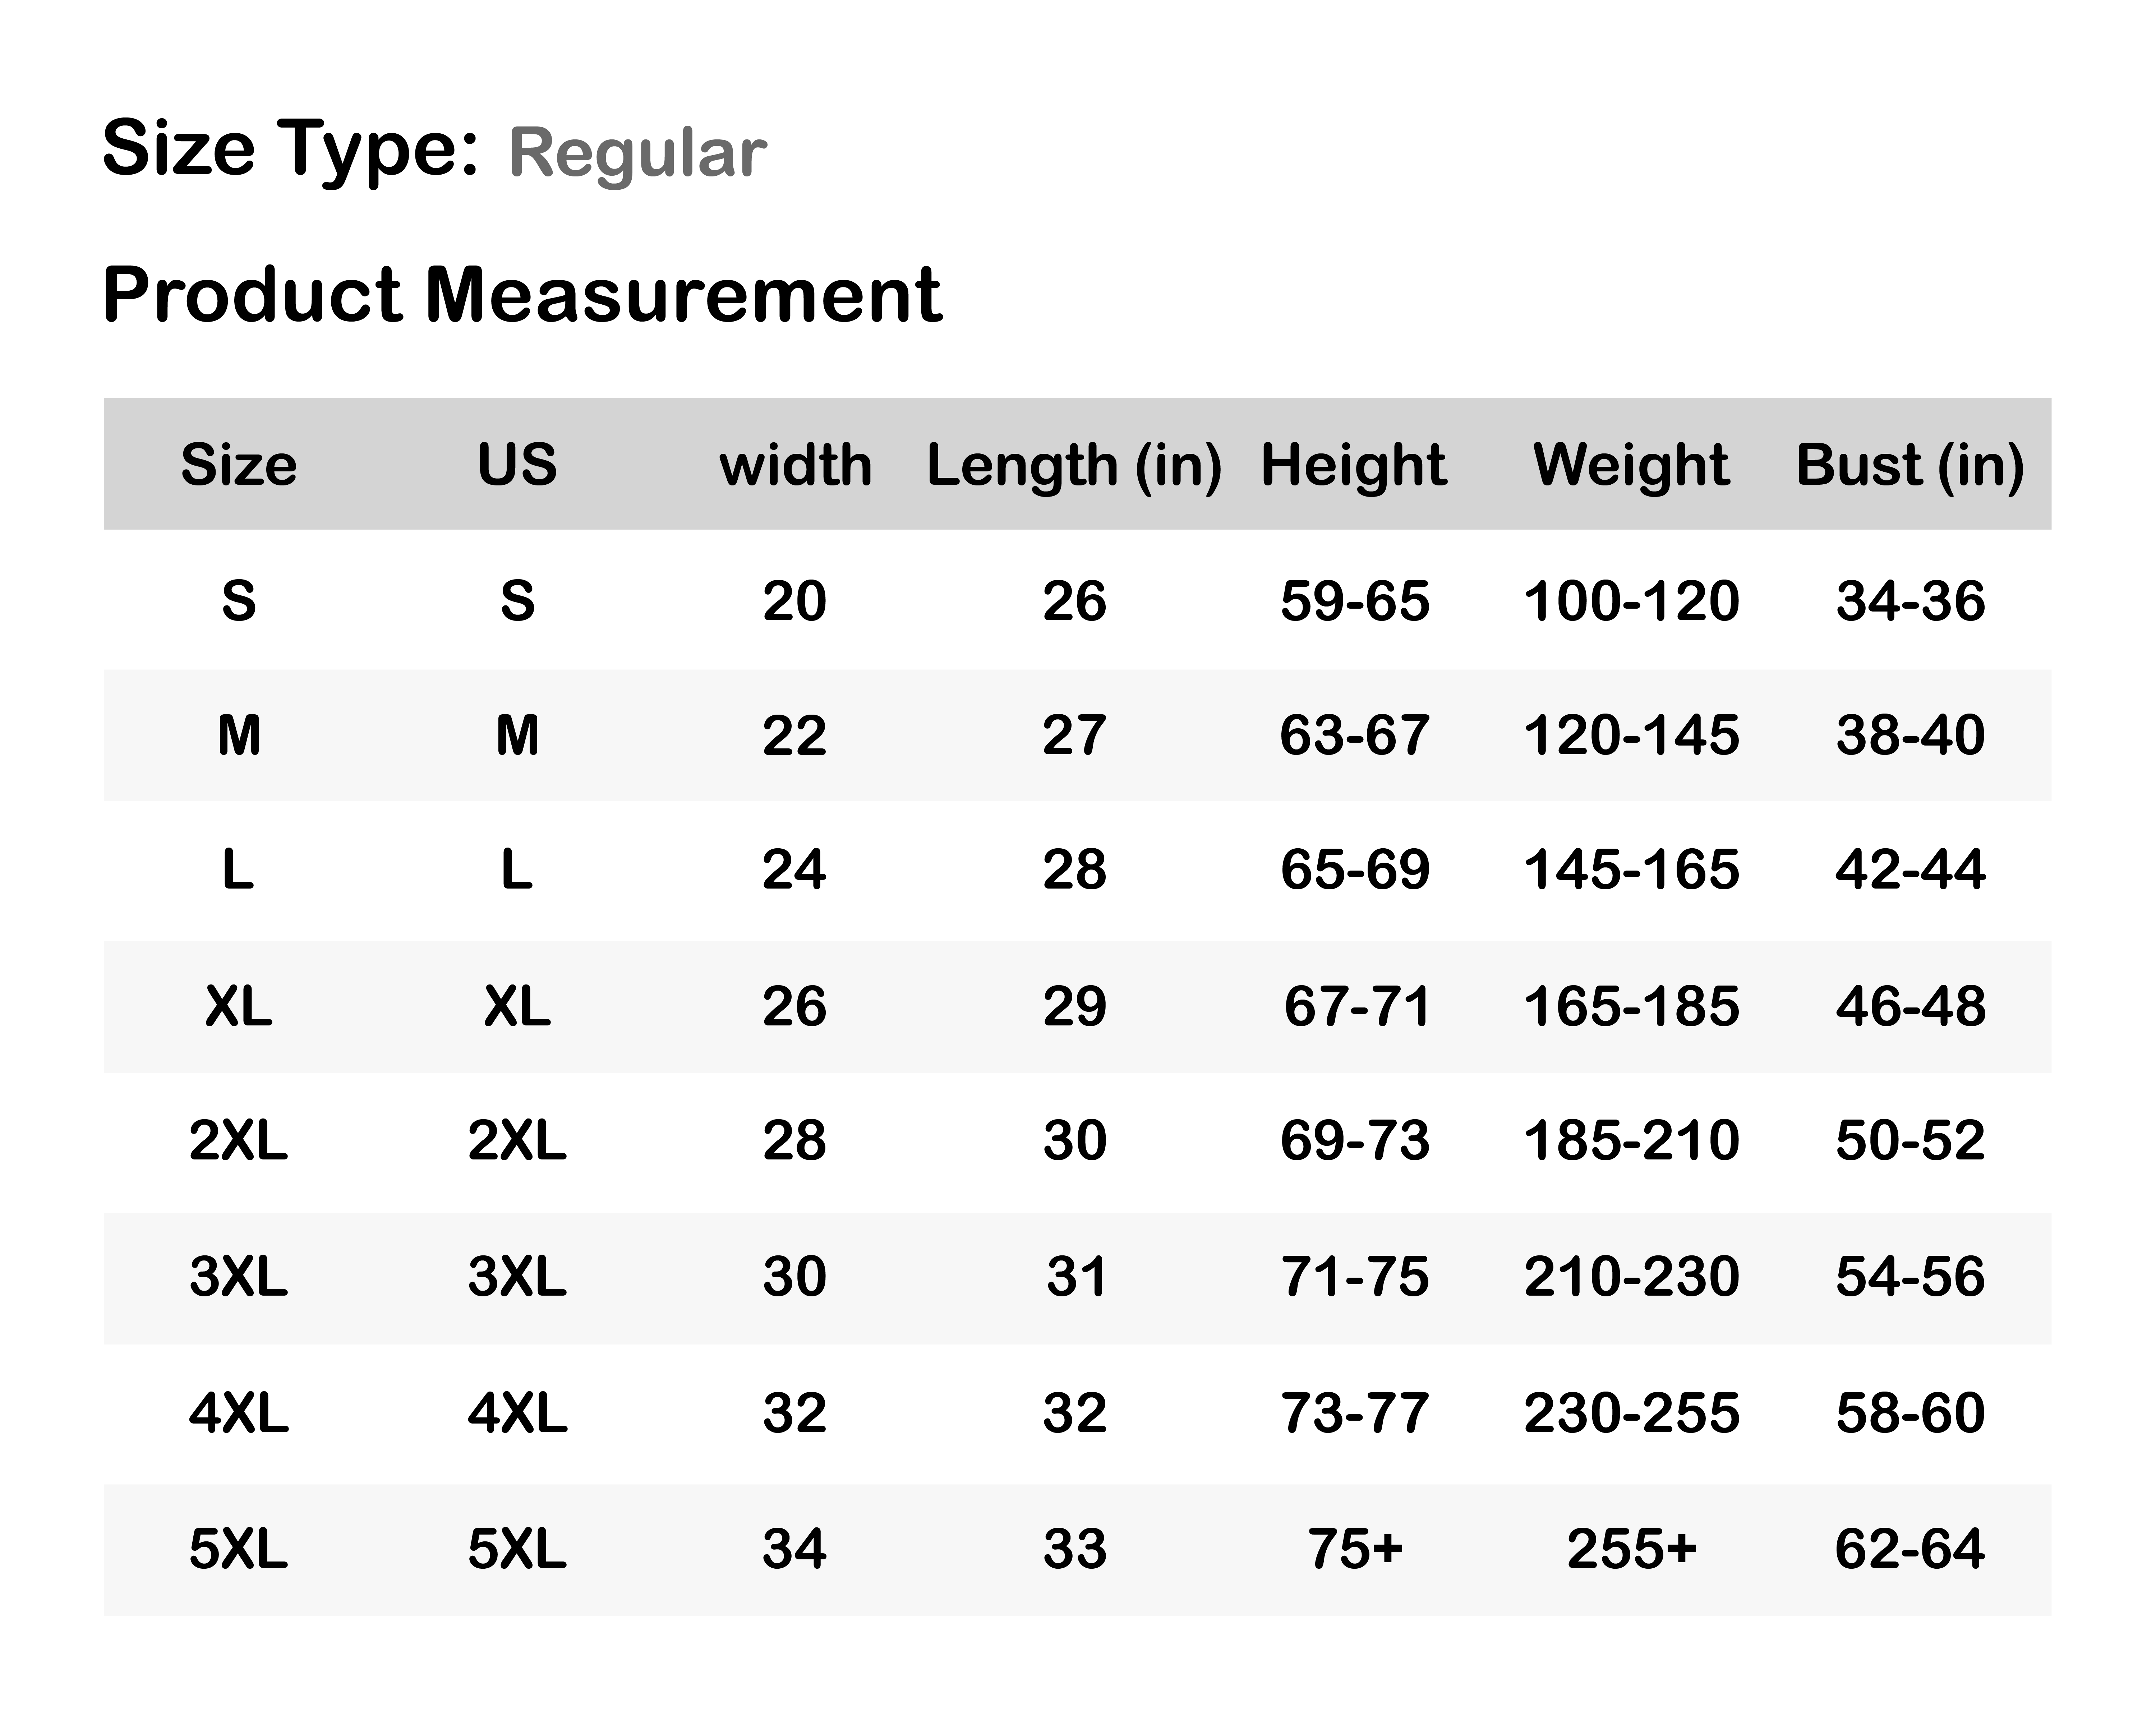 Size Type: Regular
Product Measurement
Size US width Length (in) Height Weight Bust (in)
S S 20 26 59-65 100-120 34-36
M M 22 27 63-67 120-145 38-40
L L 24 28 65-69 145-165 42-44
XL XL 26 29 67-71 165-185 46-48
2XL 2XL 28 30 69-73 185-210 50-52
3XL 3XL 30 31 71-75 210-230 54-56
4XL 4XL 32 32 73-77 230-255 58-60
5XL 5XL 34 33 75+ 255+ 62-64